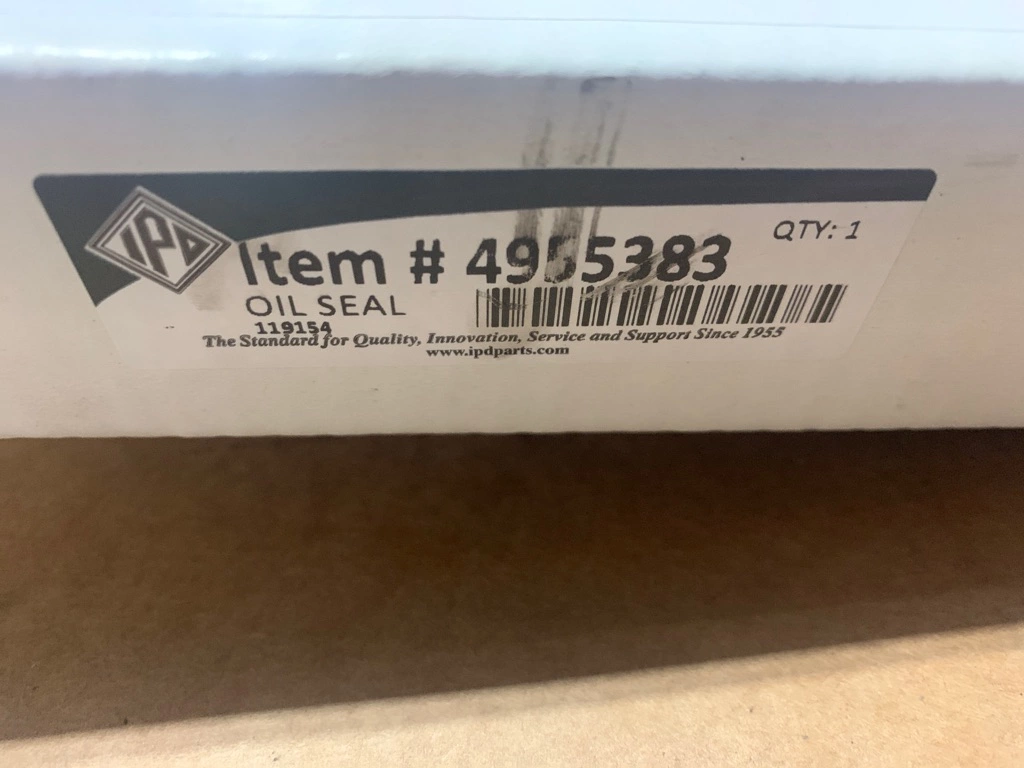 IPD
Item # 4955383
QTY: 1
OIL SEAL
119154
The Standard for Quality, Innovation, Service and Support Since 1955
www.ipdparts.com